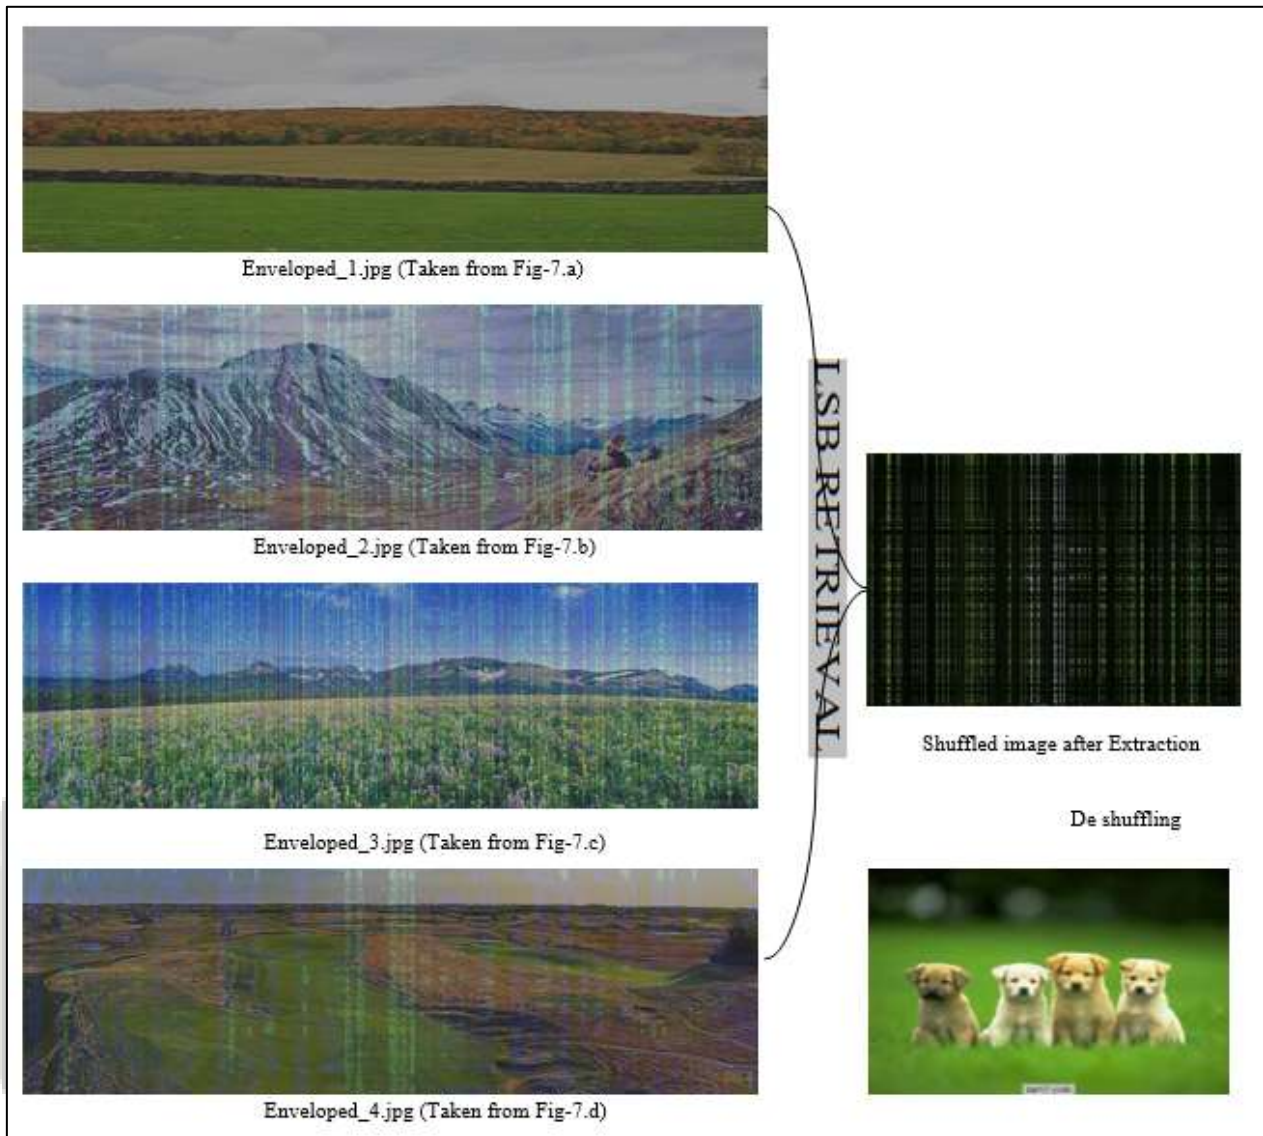 Enveloped_1.jpg (Taken from Fig-7.a)
Enveloped_2.jpg (Taken from Fig-7.b)
Enveloped_3.jpg (Taken from Fig-7.c)
Enveloped_4.jpg (Taken from Fig-7.d)
LSB RETRIEVAL
Shuffled image after Extraction
De shuffling